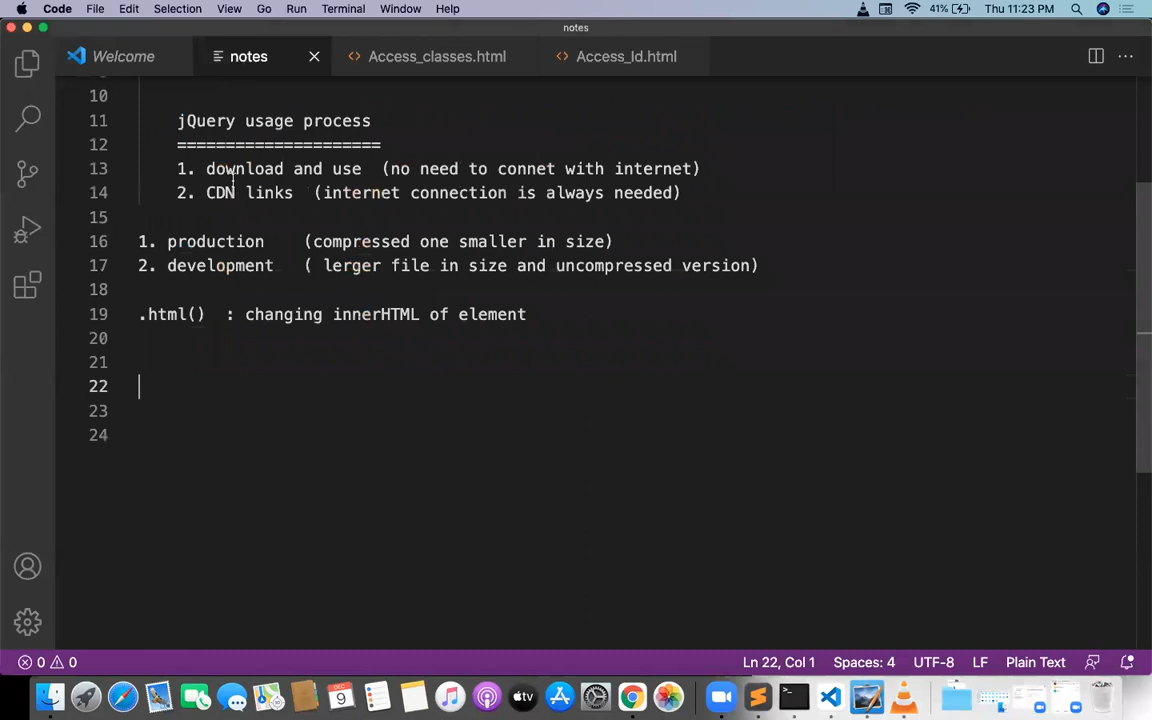 Code File Edit Selection View Go Run Terminal Window Help 41% Thu 11:23 PM
notes
Welcome notes Access_classes.html Access_Id.html
10
11 jQuery usage process
12 =====================
13 1. download and use (no need to connet with internet)
14 2. CDN links (internet connection is always needed)
15
16 1. production (compressed one smaller in size)
17 2. development ( lerger file in size and uncompressed version)
18
19 .html() : changing innerHTML of element
20
21
22
23
24
0 0 Ln 22, Col 1 Spaces: 4 UTF-8 LF Plain Text
9
tv